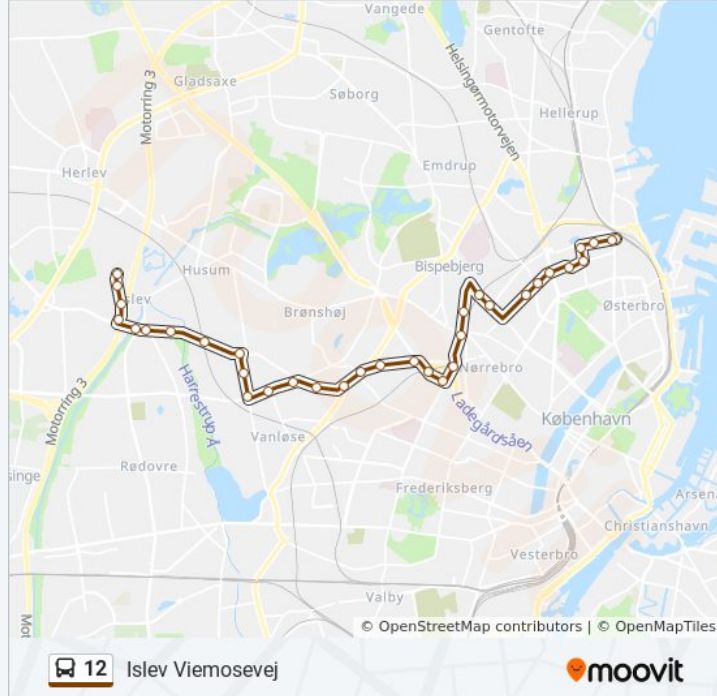 Vangede
Gentofte
Gladsaxe
Søborg
Motorring 3
Helsingørmotorvejen
Hellerup
Emdrup
Herlev
Husum
Bispebjerg
Islev
Brønshøj
Østerbro
Nørrebro
Motorring 3
Harrestrup Å
Ladegårdsåen
København
Vanløse
Rødovre
singe
Frederiksberg
Arsena
Christianshavn
Vesterbro
Valby
Mot
© OpenStreetMap contributors | © OpenMapTiles
12 Islev Viemosevej
moovit